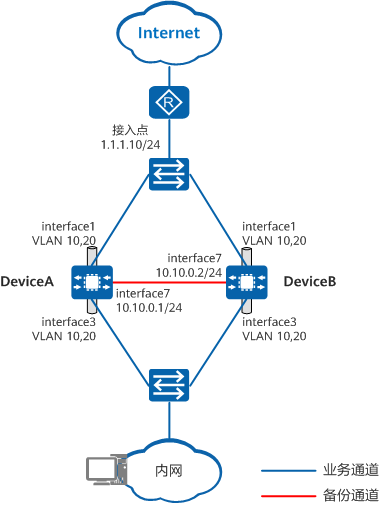 Internet
R
接入点
1.1.1.10/24
interface1
VLAN 10,20
interface1
VLAN 10,20
interface7
10.10.0.2/24
DeviceA
DeviceB
interface7
10.10.0.1/24
interface3
VLAN 10,20
interface3
VLAN 10,20
内网
业务通道
备份通道